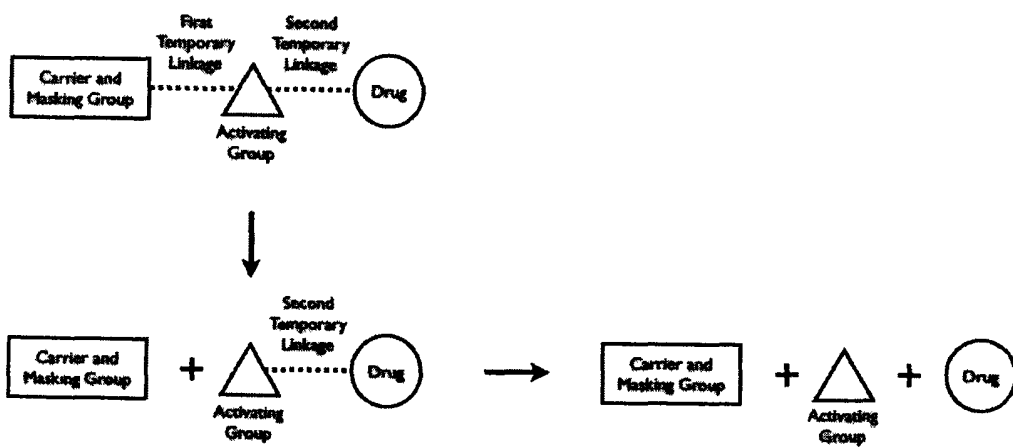 First
Temporary
Linkage
Second
Temporary
Linkage
Carrier and
Masking Group
Drug
Activating
Group
Second
Temporary
Linkage
Carrier and
Masking Group
+
Drug
Activating
Group
Carrier and
Masking Group
+
+
Drug
Activating
Group